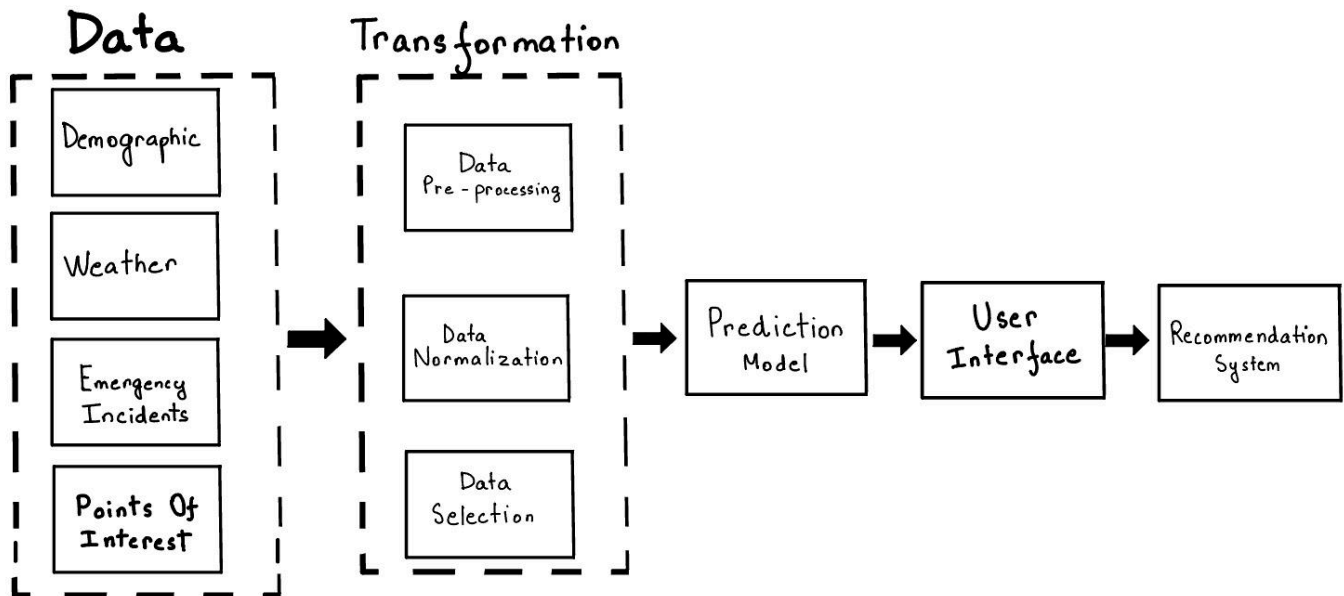 Data
Demographic
Weather
Emergency
Incidents
Points Of
Interest
Transformation
Data
Pre-processing
Data
Normalization
Data
Selection
Prediction
Model
User
Interface
Recommendation
System